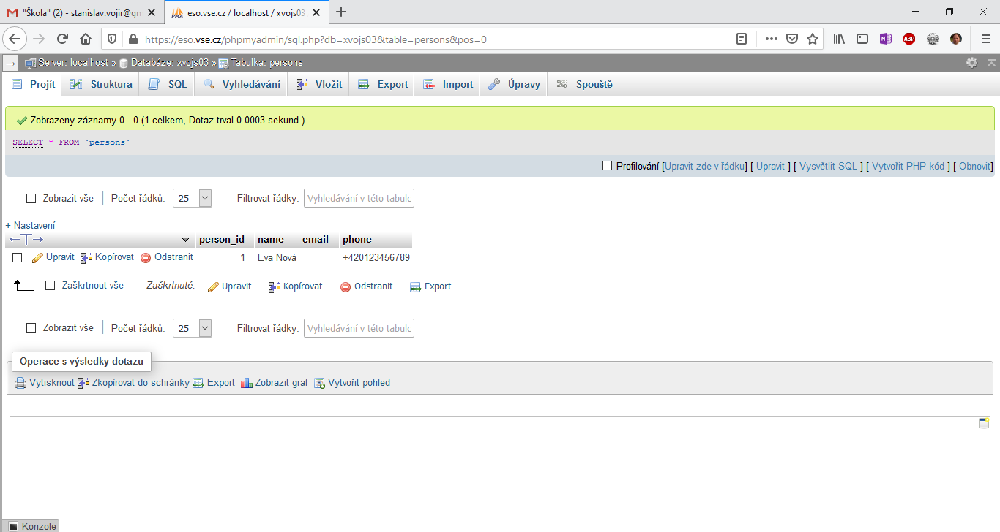 "Škola" (2) - stanislav.vojir@gm
eso.vse.cz / localhost / xvojs03
https://eso.vse.cz/phpmyadmin/sql.php?db=xvojs03&table=persons&pos=0
Server: localhost » Databáze: xvojs03 » Tabulka: persons
Projít Struktura SQL Vyhledávání Vložit Export Import Úpravy Spouště
Zobrazeny záznamy 0 - 0 (1 celkem, Dotaz trval 0.0003 sekund.)
SELECT * FROM `persons`
Profilování [Upravit zde v řádku] [ Upravit ] [ Vysvětlit SQL ] [ Vytvořit PHP kód ] [ Obnovit]
Zobrazit vše Počet řádků: 25 Filtrovat řádky: Vyhledávání v této tabulc
+ Nastavení
←T→ person_id name email phone
Upravit Kopírovat Odstranit 1 Eva Nová +420123456789
Zaškrtnout vše Zaškrtnuté: Upravit Kopírovat Odstranit Export
Zobrazit vše Počet řádků: 25 Filtrovat řádky: Vyhledávání v této tabulc
Operace s výsledky dotazu
Vytisknout Zkopírovat do schránky Export Zobrazit graf Vytvořit pohled
Konzole